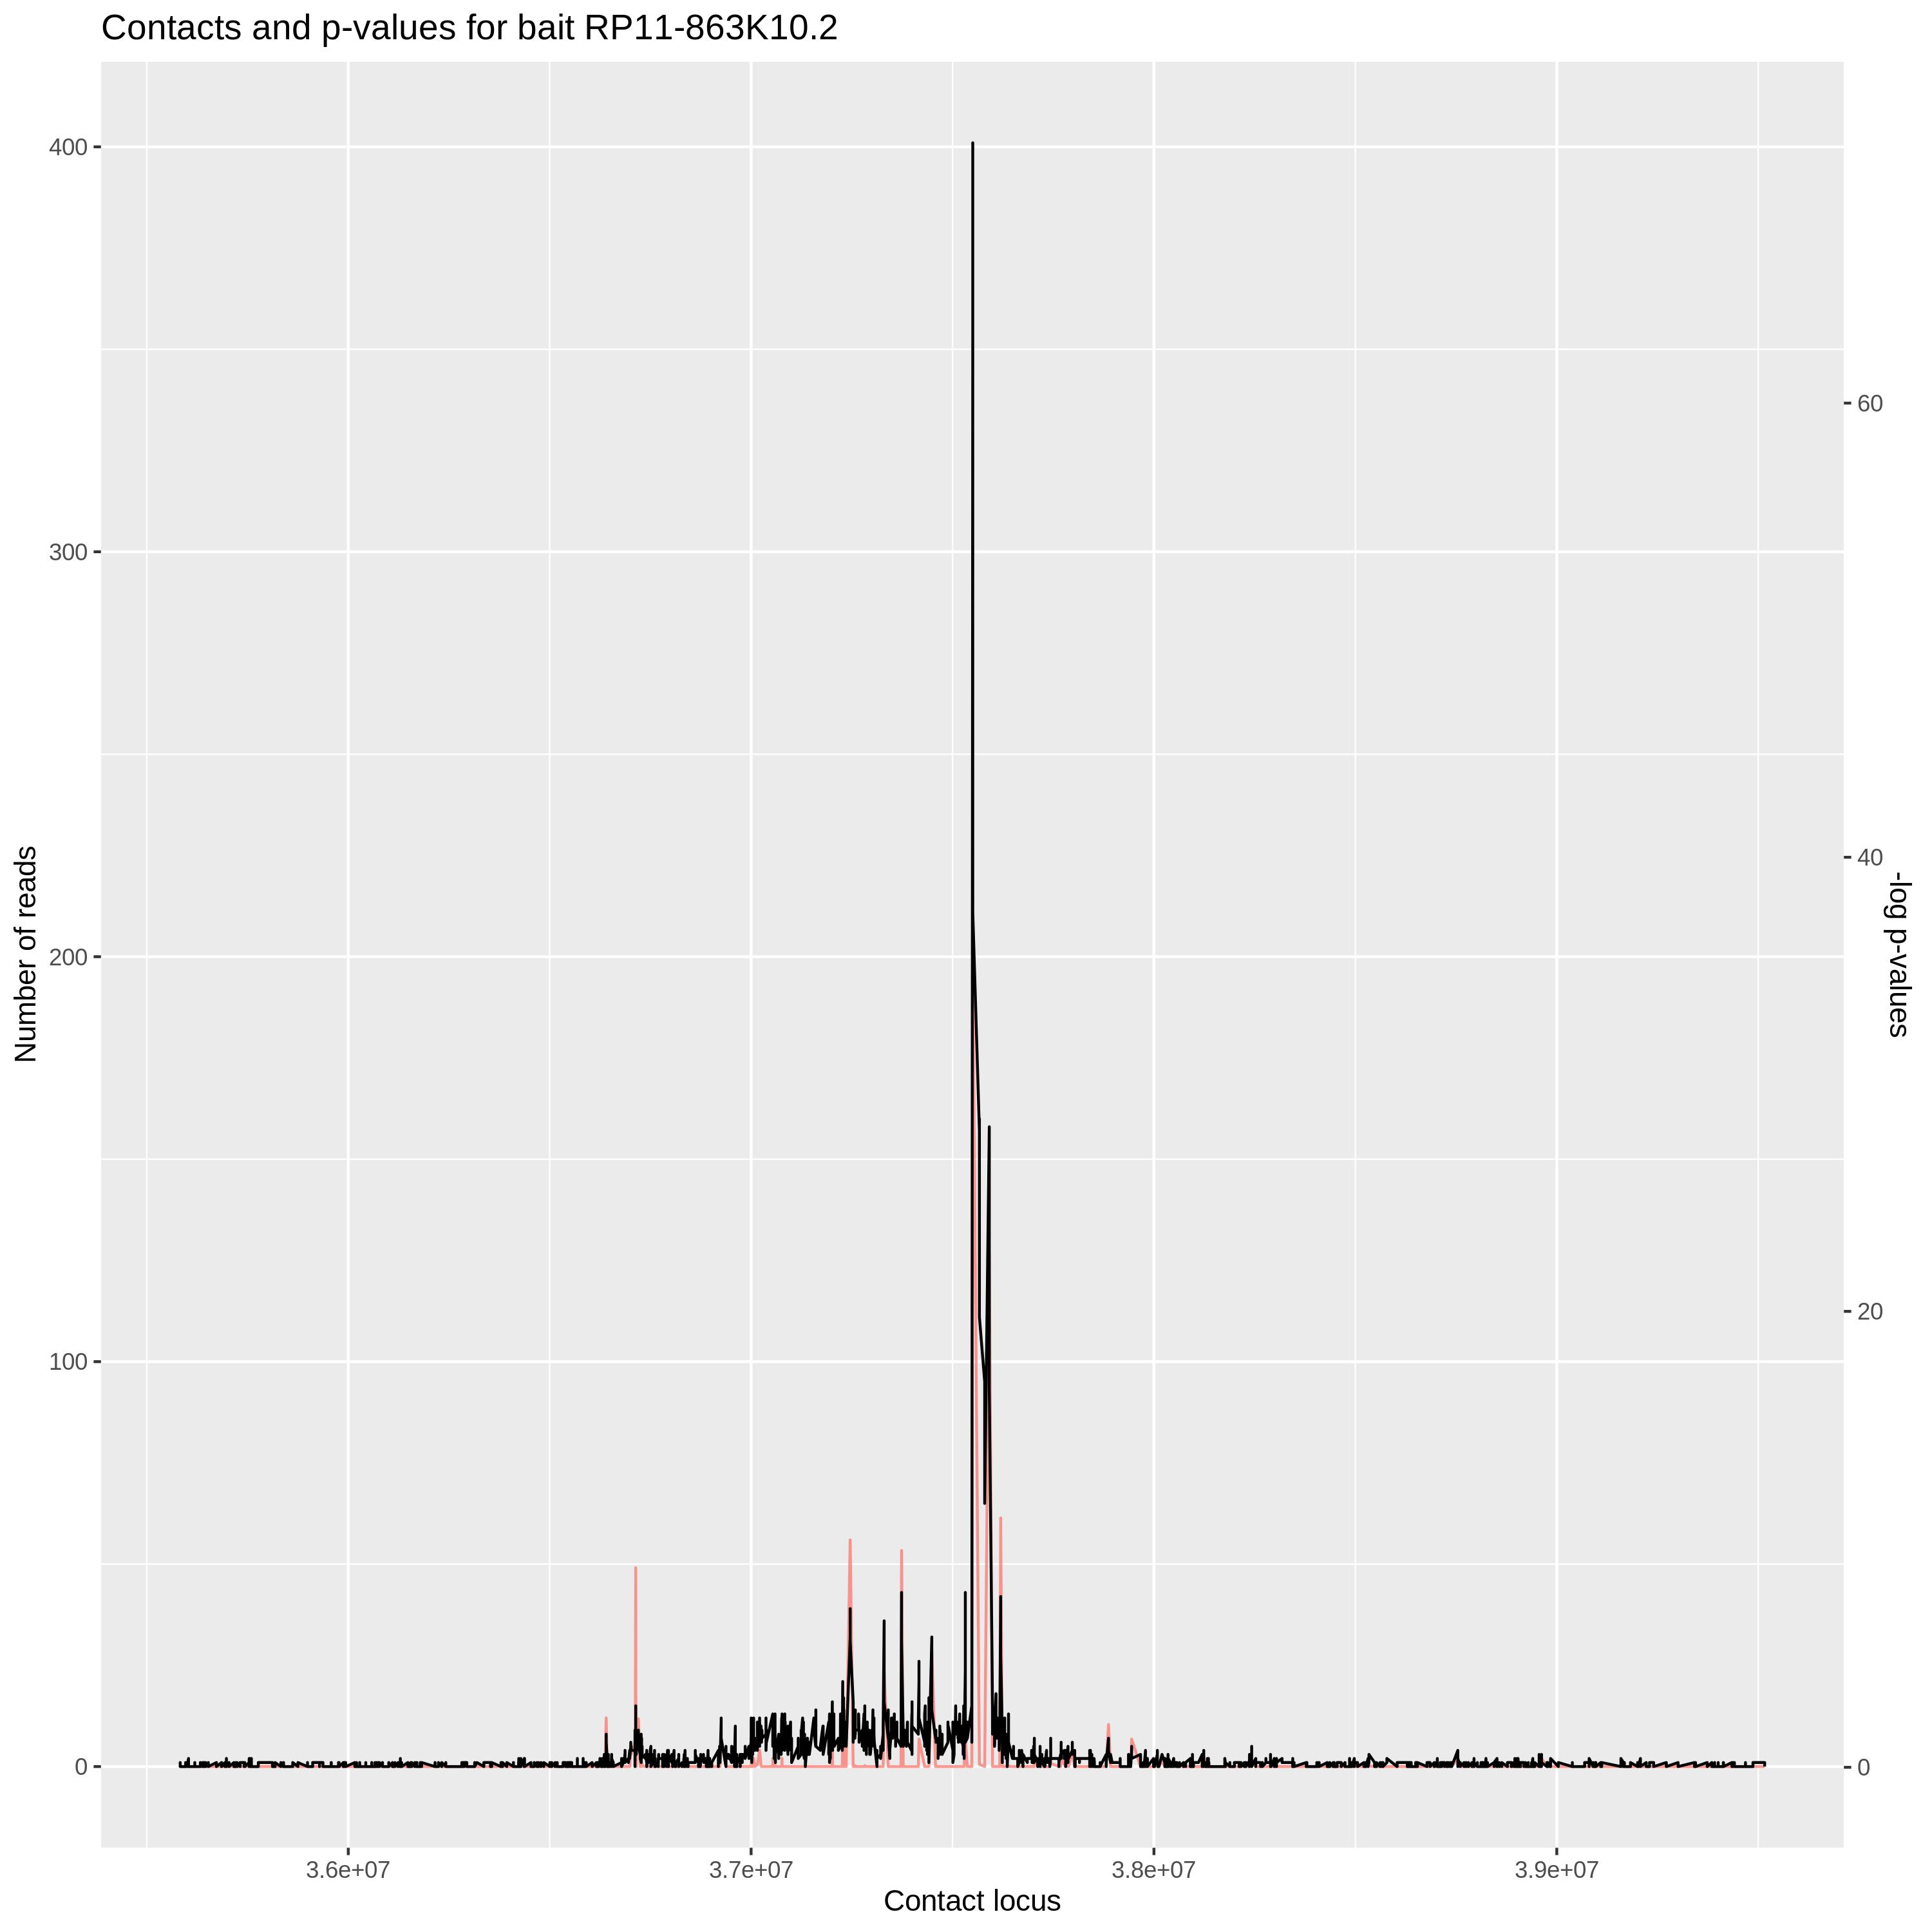 Contacts and p-values for bait RP11-863K10.2
Number of reads
400
300
200
100
0
60
40
20
0
-log p-values
3.6e+07
3.7e+07
3.8e+07
3.9e+07
Contact locus